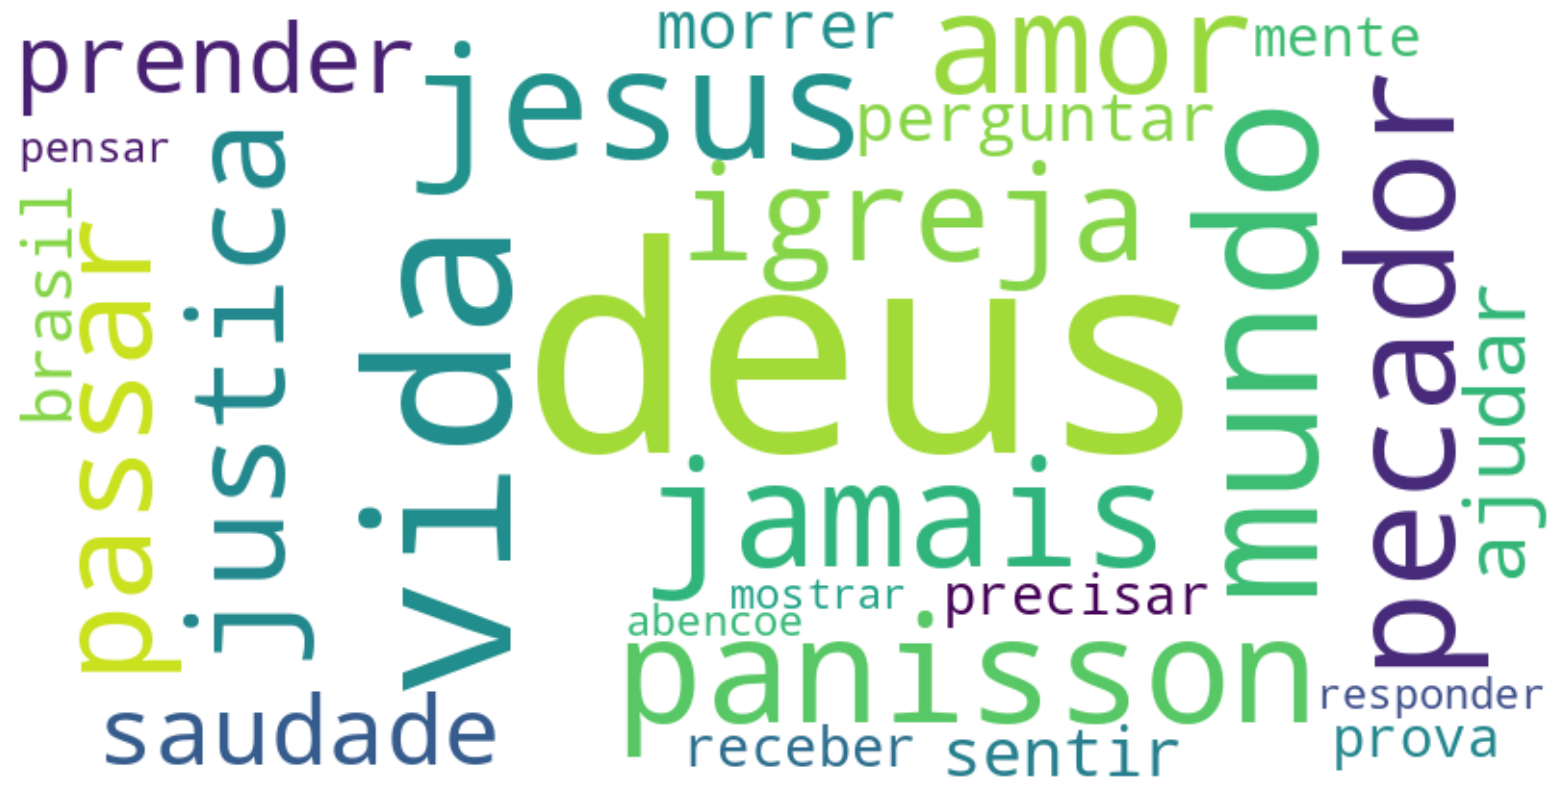 prender
jesus
morrer
amor
mente
perguntar
pensar
igreja
brasil
passar
justica
vida
deus
mundo
pecador
ajudar
jamais
mostrar
precisar
abencoe
panisson
responder
saudade
receber
sentir
prova